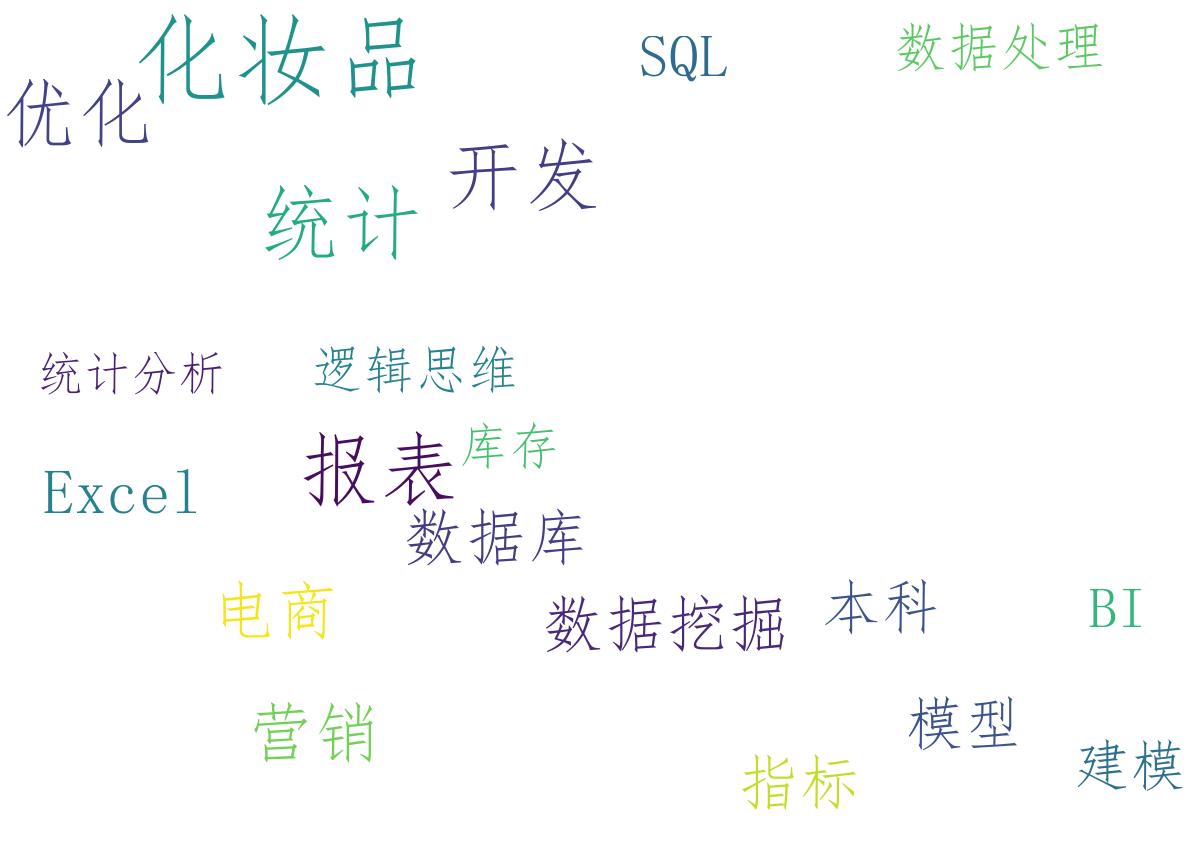 化妆品
SQL
数据处理
优化
开发
统计
统计分析
逻辑思维
库存
报表
Excel
数据库
电商
数据挖掘
本科
BI
营销
模型
指标
建模